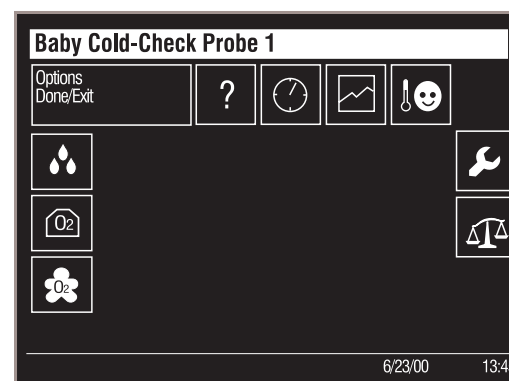 Baby Cold-Check Probe 1
Options
Done/Exit
?
O2
O2
6/23/00 13:4